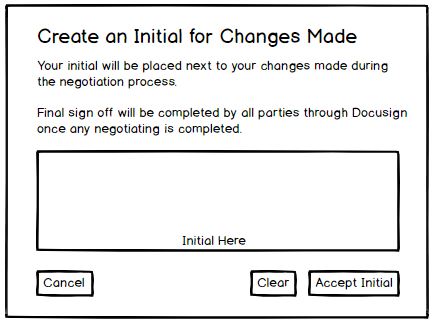 Create an Initial for Changes Made
Your initial will be placed next to your changes made during
the negotiation process.
Final sign off will be completed by all parties through Docusign
once any negotiating is completed.
Initial Here
Cancel
Clear
Accept Initial